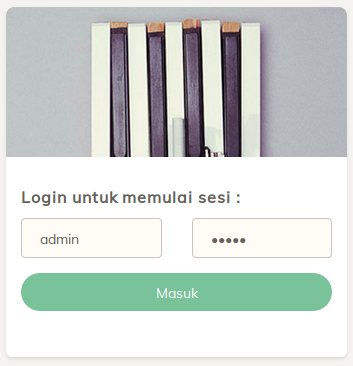 Login untuk memulai sesi :
admin
•••••
Masuk